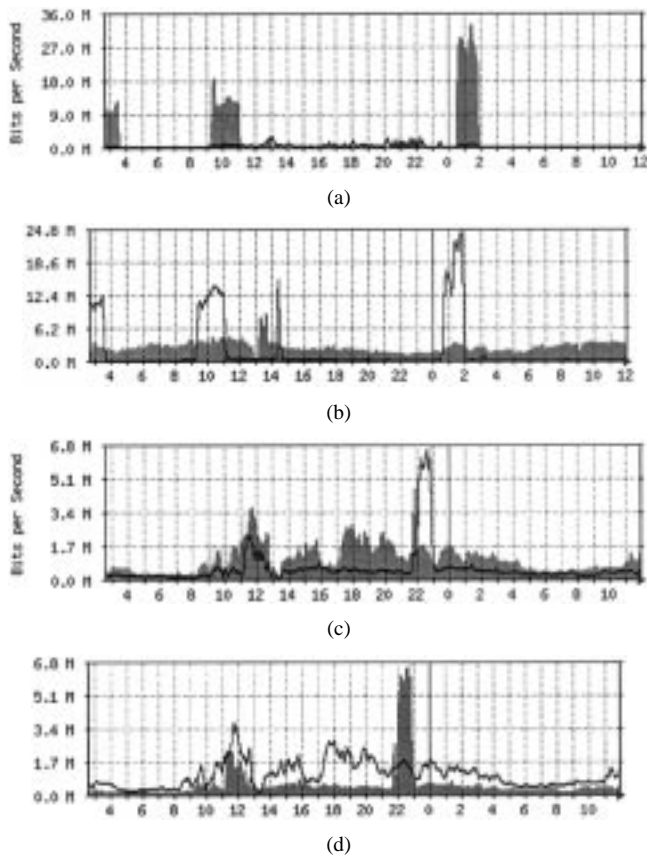 36.0 M
27.0 M
18.0 M
9.0 M
0.0 M
Bits per Second
4 6 8 10 12 14 16 18 20 22 0 2 4 6 8 10 12
(a)
24.8 M
18.6 M
12.4 M
6.2 M
0.0 M
4 6 8 10 12 14 16 18 20 22 0 2 4 6 8 10 12
(b)
6.8 M
5.1 M
3.4 M
1.7 M
0.0 M
Bits per Second
4 6 8 10 12 14 16 18 20 22 0 2 4 6 8 10
(c)
6.8 M
5.1 M
3.4 M
1.7 M
0.0 M
4 6 8 10 12 14 16 18 20 22 0 2 4 6 8 10
(d)